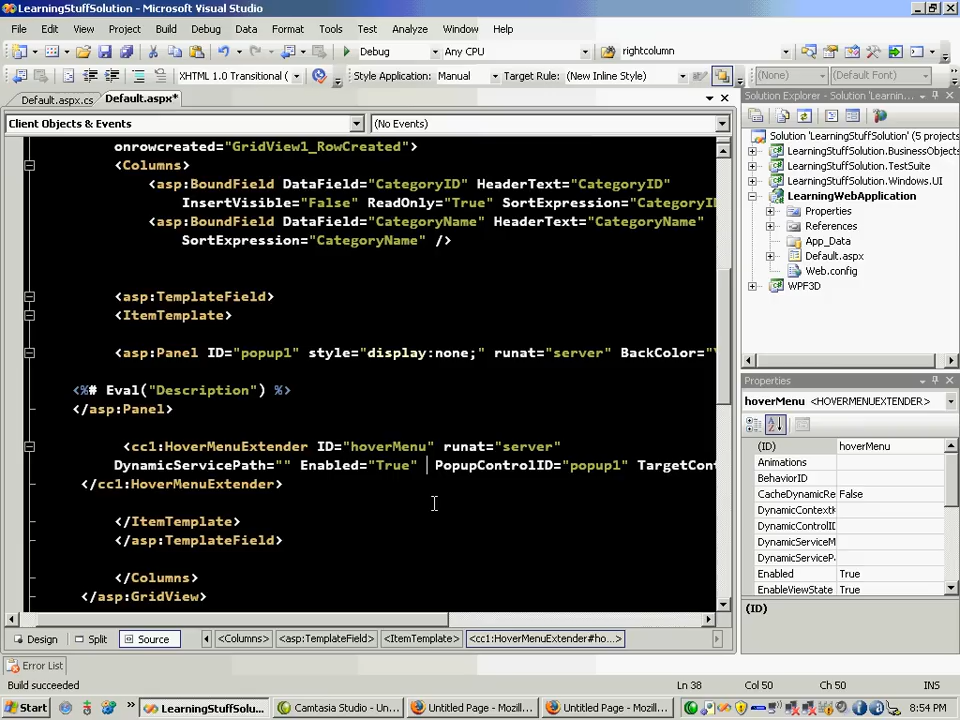 LearningStuffSolution - Microsoft Visual Studio
File Edit View Project Build Debug Data Format Tools Test Analyze Window Help
Debug Any CPU rightcolumn
XHTML 1.0 Transitional ( Style Application: Manual Target Rule: (New Inline Style) (None) (Default Font)
Default.aspx.cs Default.aspx*
Client Objects & Events (No Events)
onrowcreated="GridView1_RowCreated">
<Columns>
<asp:BoundField DataField="CategoryID" HeaderText="CategoryID"
InsertVisible="False" ReadOnly="True" SortExpression="CategoryID
<asp:BoundField DataField="CategoryName" HeaderText="CategoryName"
SortExpression="CategoryName" />
<asp:TemplateField>
<ItemTemplate>
<asp:Panel ID="popup1" style="display:none;" runat="server" BackColor="
<%# Eval("Description") %>
</asp:Panel>
<cc1:HoverMenuExtender ID="hoverMenu" runat="server"
DynamicServicePath="" Enabled="True" PopupControlID="popup1" TargetCont
</cc1:HoverMenuExtender>
</ItemTemplate>
</asp:TemplateField>
</Columns>
</asp:GridView>
Design Split Source <Columns> <asp:TemplateField> <ItemTemplate> <cc1:HoverMenuExtender#ho...>
Error List
Build succeeded Ln 38 Col 50 Ch 50 INS
Solution Explorer - Solution 'Learnin...
Solution 'LearningStuffSolution' (5 projects
LearningStuffSolution.BusinessObjects
LearningStuffSolution.TestSuite
LearningStuffSolution.Windows.UI
LearningWebApplication
Properties
References
App_Data
Default.aspx
Web.config
WPF3D
Properties
hoverMenu <HOVERMENUEXTENDER>
(ID) hoverMenu
Animations
BehaviorID
CacheDynamicRe False
DynamicContextK
DynamicControlID
DynamicServiceM
DynamicServiceP
Enabled True
EnableViewState True
(ID)
Start LearningStuffSolu... Camtasia Studio - Un... Untitled Page - Mozill... Untitled Page - Mozill... 8:54 PM